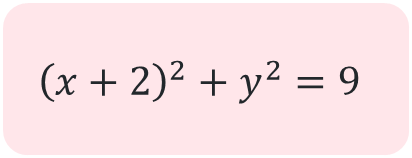 (x + 2)² + y² = 9